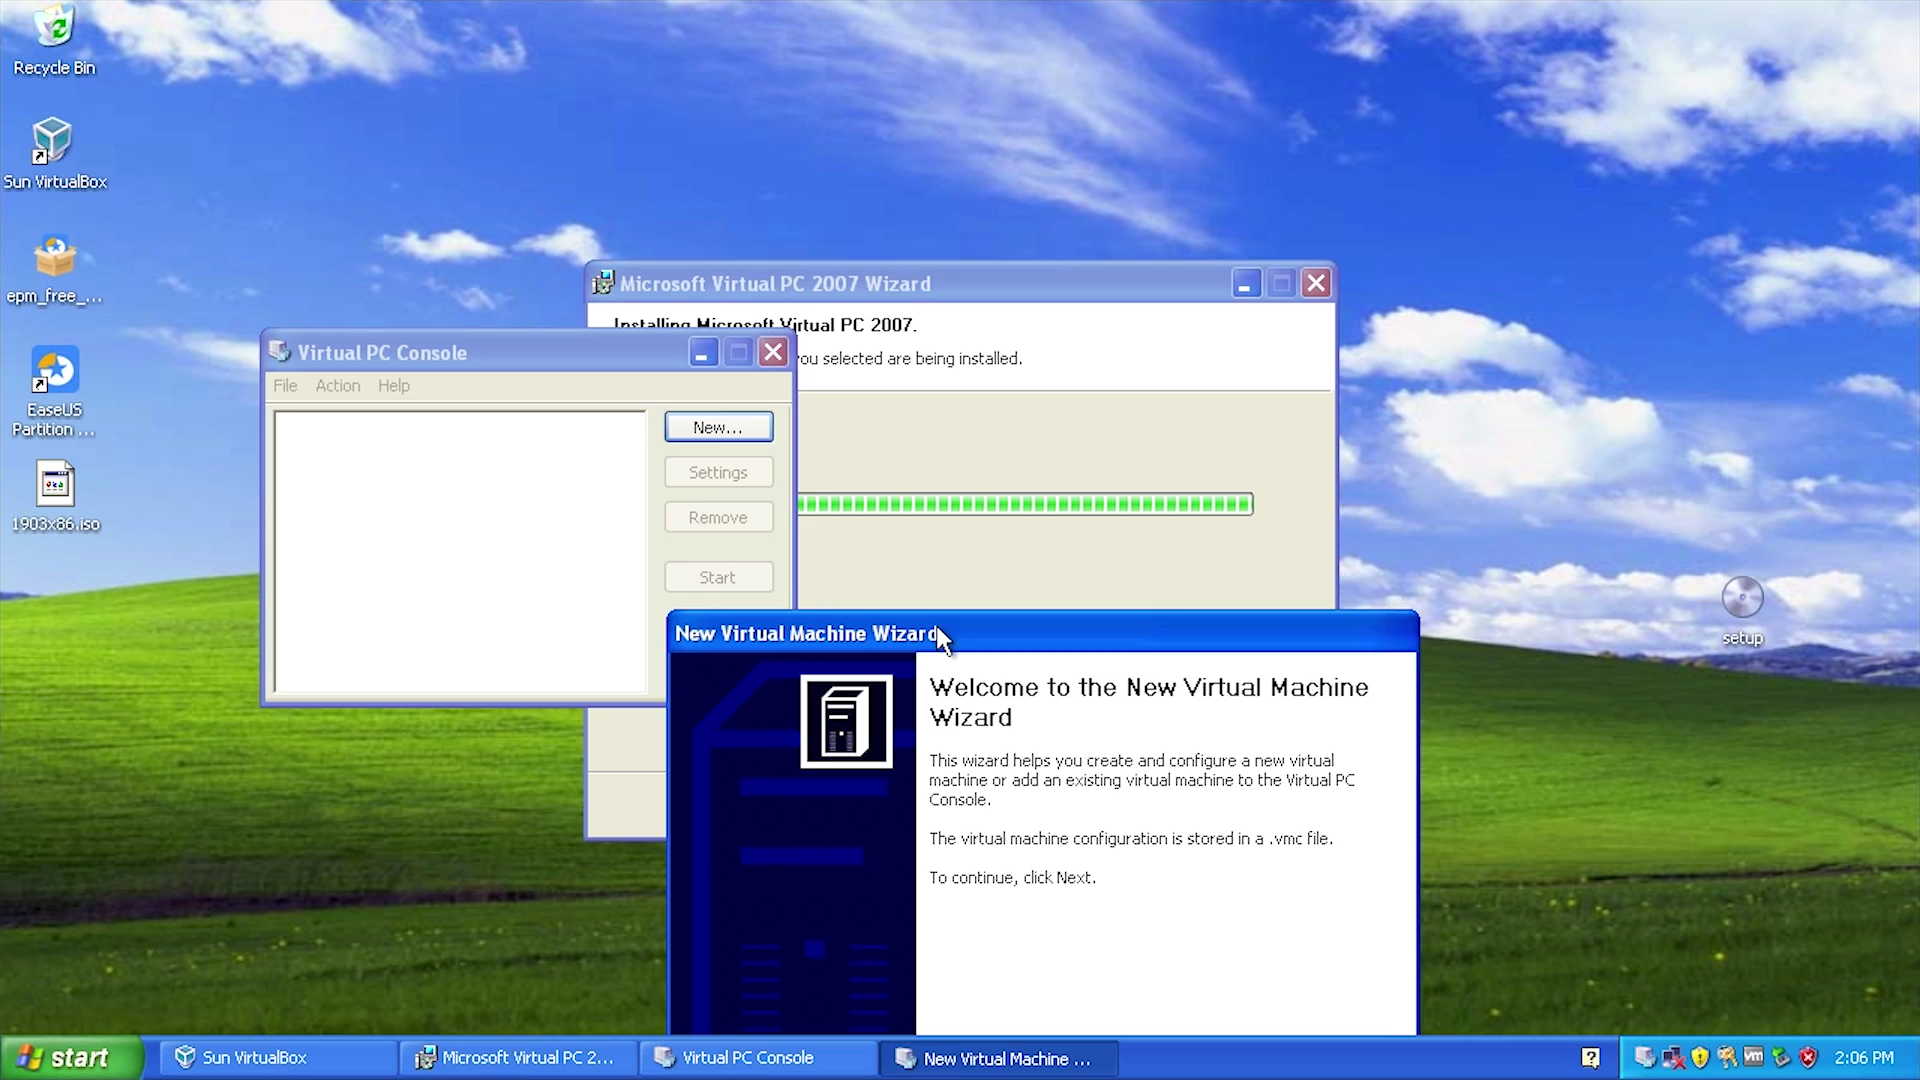 Recycle Bin
Sun VirtualBox
epm_free_...
EaseUS
Partition ...
1903x86.iso
Microsoft Virtual PC 2007 Wizard
Installing Microsoft Virtual PC 2007.
you selected are being installed.
Virtual PC Console
File Action Help
New...
Settings
Remove
Start
New Virtual Machine Wizard
Welcome to the New Virtual Machine
Wizard
This wizard helps you create and configure a new virtual
machine or add an existing virtual machine to the Virtual PC
Console.
The virtual machine configuration is stored in a .vmc file.
To continue, click Next.
setup
start
Sun VirtualBox
Microsoft Virtual PC 2...
Virtual PC Console
New Virtual Machine ...
vm
2:06 PM